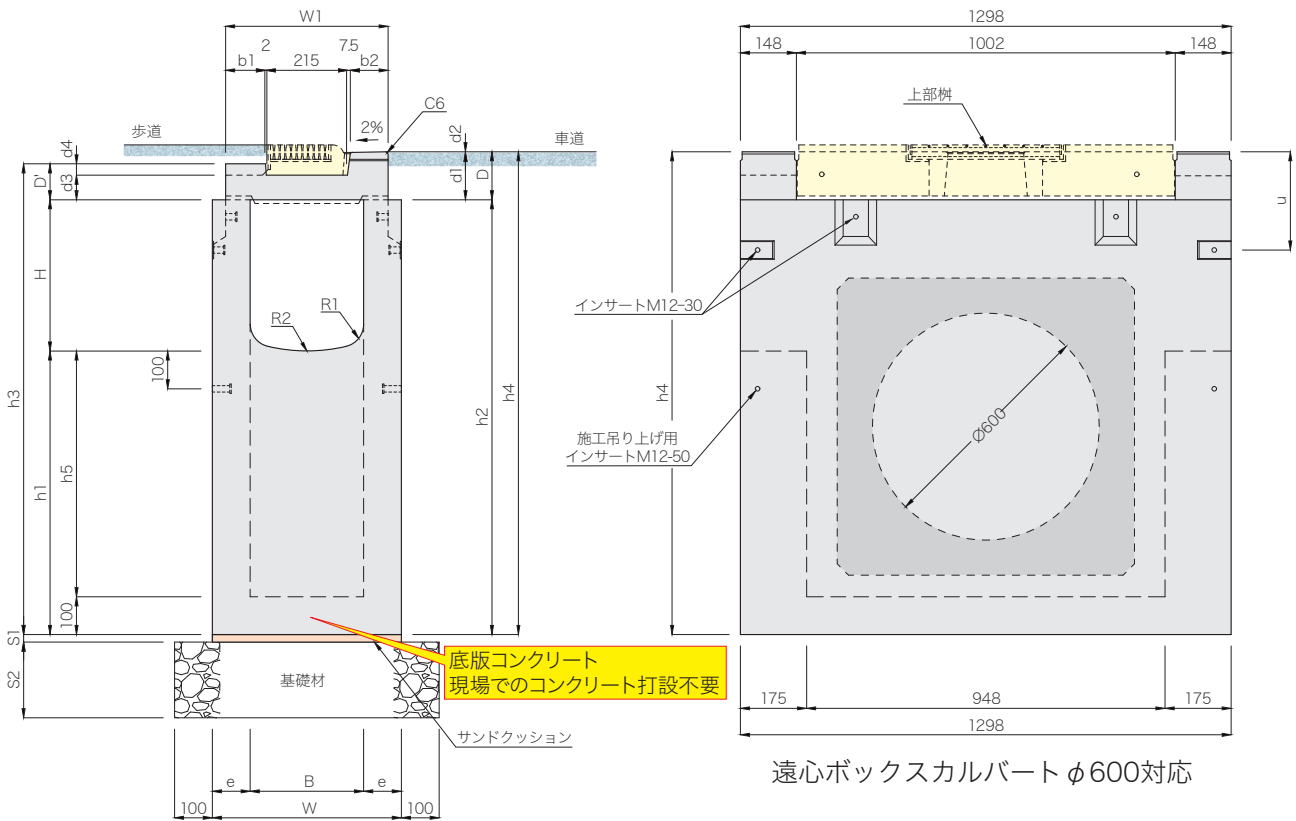 W1
2
7.5
b1
215
b2
C6
2%
歩道
車道
d4
d2
D'
d3
d1
D
H
R2
R1
100
h3
h5
h1
h2
h4
100
S1
S2
基礎材
底版コンクリート
現場でのコンクリート打設不要
サンドクッション
e
B
e
100
W
100
1298
148
1002
148
上部桝
u
インサートM12-30
h4
Ø600
施工吊り上げ用
インサートM12-50
175
948
175
1298
遠心ボックスカルバートφ600対応